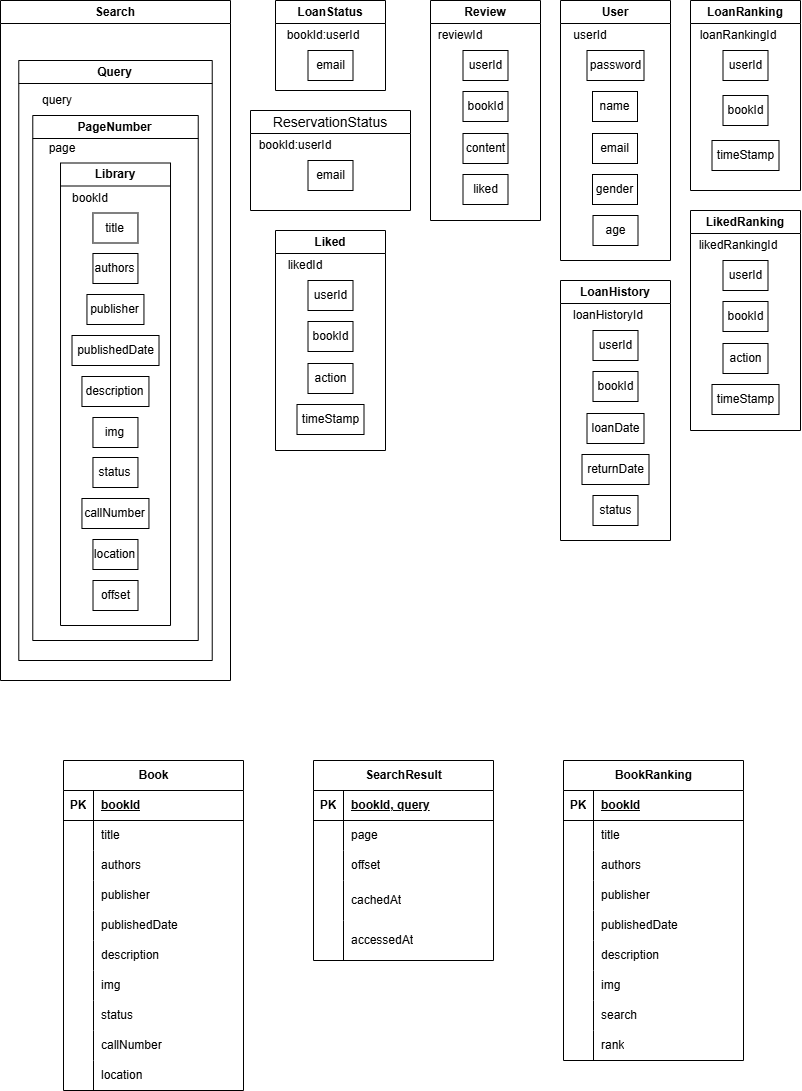 Search
Query
query
PageNumber
page
Library
bookId
title
authors
publisher
publishedDate
description
img
status
callNumber
location
offset
LoanStatus
bookId:userId
email
ReservationStatus
bookId:userId
email
Liked
likedId
userId
bookId
action
timeStamp
Review
reviewId
userId
bookId
content
liked
User
userId
password
name
email
gender
age
LoanHistory
loanHistoryId
userId
bookId
loanDate
returnDate
status
LoanRanking
loanRankingId
userId
bookId
timeStamp
LikedRanking
likedRankingId
userId
bookId
action
timeStamp
Book
PK bookId
title
authors
publisher
publishedDate
description
img
status
callNumber
location
SearchResult
PK bookId, query
page
offset
cachedAt
accessedAt
BookRanking
PK bookId
title
authors
publisher
publishedDate
description
img
search
rank